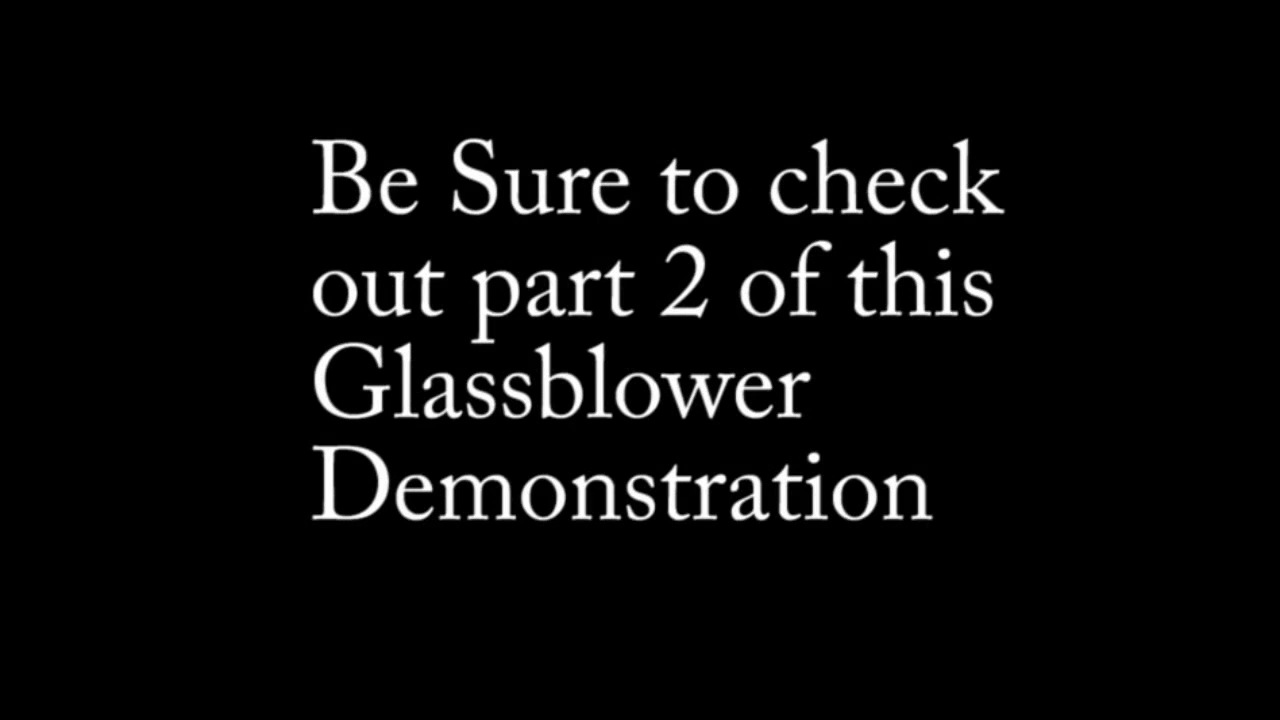 Be Sure to check
out part 2 of this
Glassblower
Demonstration